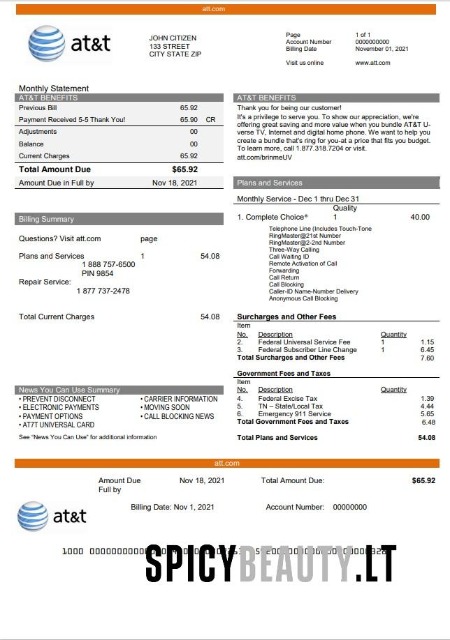 att.com
at&t
JOHN CITIZEN
133 STREET
CITY STATE ZIP
Page 1 of 1
Account Number 0000000000
Billing Date November 01, 2021
Visit us online www.att.com
Monthly Statement
AT&T BENEFITS
Previous Bill 65.92
Payment Received 5-5 Thank You! 65.90 CR
Adjustments 00
Balance 00
Current Charges 65.92
Total Amount Due $65.92
Amount Due in Full by Nov 18, 2021
Billing Summary
Questions? Visit att.com page
Plans and Services 1 54.08
1 888 757-6500
PIN 9854
Repair Service:
1 877 737-2478
Total Current Charges 54.08
News You Can Use Summary
• PREVENT DISCONNECT • CARRIER INFORMATION
• ELECTRONIC PAYMENTS • MOVING SOON
• PAYMENT OPTIONS • CALL BLOCKING NEWS
• AT7T UNIVERSAL CARD
See "News You Can Use" for additional information
AT&T BENEFITS
Thank you for being our customer!
It's a privilege to serve you. To show our appreciation, we're
offering great saving and more value when you bundle AT&T U-
verse TV, Internet and digital home phone. We want to help you
create a bundle that's ring for you-at a price that fits you budget.
To learn more, call 1.877.318.7204 or visit.
att.com/brinmeUV
Plans and Services
Monthly Service - Dec 1 thru Dec 31
Quality
1. Complete Choice* 1 40.00
Telephone Line (Includes Touch-Tone
RingMaster@21st Number
RingMaster@2-2nd Number
Three-Way Calling
Call Waiting ID
Remote Activation of Call
Forwarding
Call Return
Call Blocking
Caller-ID Name-Number Delivery
Anonymous Call Blocking
Surcharges and Other Fees
Item
No. Description Quantity
2. Federal Universal Service Fee 1 1.15
3. Federal Subscriber Line Change 1 6.45
Total Surcharges and Other Fees 7.60
Government Fees and Taxes
Item
No. Description Quantity
4. Federal Excise Tax 1.39
5. TN – State/Local Tax 4.44
6. Emergency 911 Service 5.65
Total Government Fees and Taxes 6.48
Total Plans and Services 54.08
att.com
Amount Due Nov 18, 2021 Total Amount Due: $65.92
Full by
Billing Date: Nov 1, 2021 Account Number: 00000000
at&t
1000
SPICYBEAUTY.LT